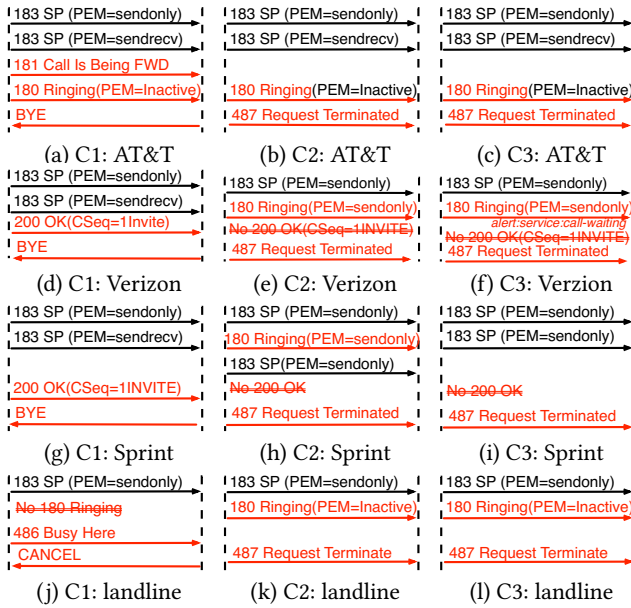 183 SP (PEM=sendonly)
183 SP (PEM=sendrecv)
181 Call Is Being FWD
180 Ringing(PEM=Inactive)
BYE
(a) C1: AT&T
183 SP (PEM=sendonly)
183 SP (PEM=sendrecv)
180 Ringing(PEM=Inactive)
487 Request Terminated
(b) C2: AT&T
183 SP (PEM=sendonly)
183 SP (PEM=sendrecv)
180 Ringing(PEM=Inactive)
487 Request Terminated
(c) C3: AT&T
183 SP (PEM=sendonly)
183 SP (PEM=sendrecv)
200 OK(CSeq=1Invite)
BYE
(d) C1: Verizon
183 SP (PEM=sendonly)
180 Ringing(PEM=sendonly)
No 200 OK(CSeq=1INVITE)
487 Request Terminated
(e) C2: Verizon
183 SP (PEM=sendonly)
180 Ringing(PEM=sendonly)
alert:service:call-waiting
No 200 OK(CSeq=1INVITE)
487 Request Terminated
(f) C3: Verzion
183 SP (PEM=sendonly)
183 SP (PEM=sendrecv)
200 OK(CSeq=1INVITE)
BYE
(g) C1: Sprint
183 SP (PEM=sendonly)
180 Ringing(PEM=sendonly)
183 SP(PEM=sendonly)
No 200 OK
487 Request Terminated
(h) C2: Sprint
183 SP (PEM=sendonly)
183 SP (PEM=sendonly)
No 200 OK
487 Request Terminated
(i) C3: Sprint
183 SP (PEM=sendonly)
No 180 Ringing
486 Busy Here
CANCEL
(j) C1: landline
183 SP (PEM=sendonly)
180 Ringing(PEM=Inactive)
487 Request Terminate
(k) C2: landline
183 SP (PEM=sendonly)
180 Ringing(PEM=Inactive)
487 Request Terminate
(l) C3: landline